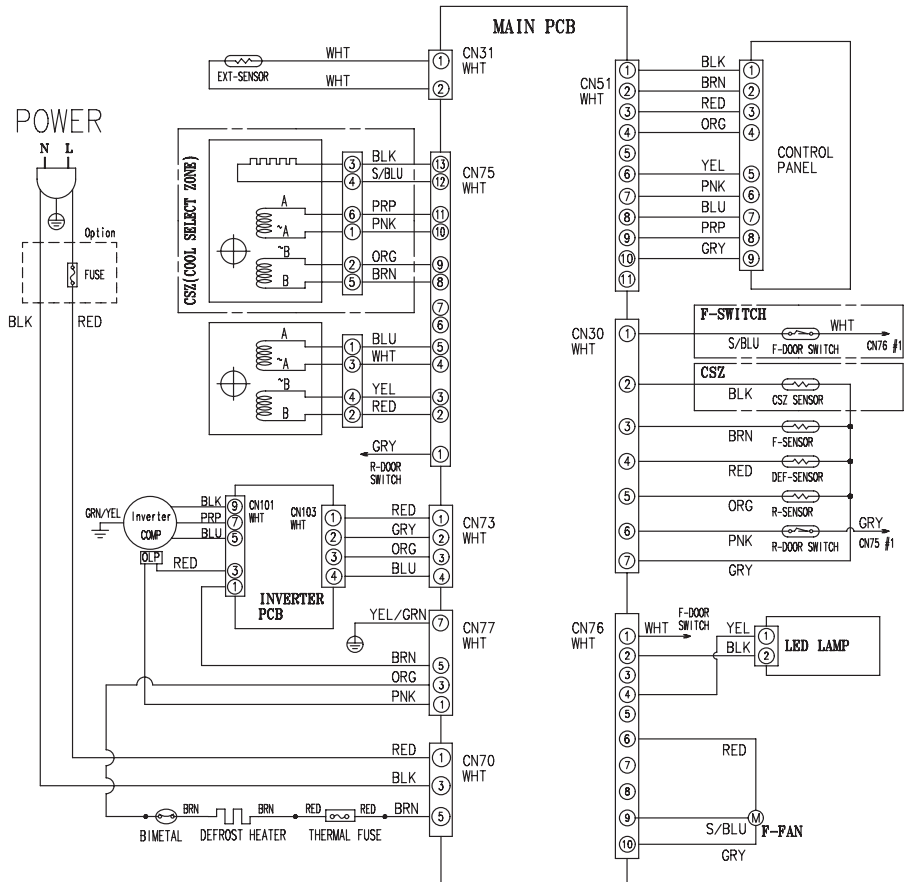 MAIN PCB
POWER
N L
Option
FUSE
BLK RED
WHT
EXT-SENSOR
WHT
1
2
CN31
WHT
CSZ(COOL SELECT ZONE)
A
~A
~B
B
3 BLK 13
4 S/BLU 12
6 PRP 11
1 PNK 10
2 ORG 9
5 BRN 8
7
6
CN75
WHT
A
~A
~B
B
1 BLU 5
3 WHT 4
4 YEL 3
2 RED 2
GRY 1
R-DOOR
SWITCH
GRN/YEL
Inverter
COMP
OLP
BLK 9
PRP 7
BLU 5
RED 3
1
CN101
WHT
CN103
WHT
INVERTER
PCB
1 RED 1
2 GRY 2
3 ORG 3
4 BLU 4
CN73
WHT
YEL/GRN 7
BRN 5
ORG 3
PNK 1
CN77
WHT
RED 1
BLK 3
BRN 5
CN70
WHT
BRN BRN RED RED
BIMETAL DEFROST HEATER THERMAL FUSE
CN51
WHT
1 BLK 1
2 BRN 2
3 RED 3
4 ORG 4
5
6 YEL 5
7 PNK 6
8 BLU 7
9 PRP 8
10 GRY 9
11
CONTROL
PANEL
CN30
WHT
F-SWITCH
1 S/BLU F-DOOR SWITCH WHT CN76 #1
CSZ
2 BLK CSZ SENSOR
3 BRN F-SENSOR
4 RED DEF-SENSOR
5 ORG R-SENSOR
6 PNK R-DOOR SWITCH GRY CN75 #1
7 GRY
CN76
WHT
1 WHT
F-DOOR
SWITCH
2
3
4
5
6
7
8
9
10
YEL 1
BLK 2
LED LAMP
RED
S/BLU
GRY
M
F-FAN